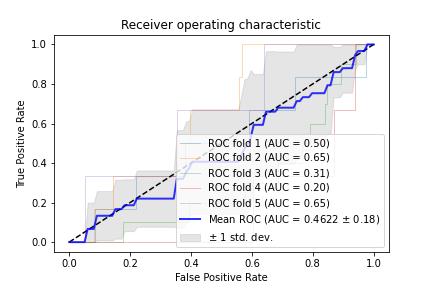 Receiver operating characteristic
True Positive Rate
1.0
0.8
0.6
0.4
0.2
0.0
ROC fold 1 (AUC = 0.50)
ROC fold 2 (AUC = 0.65)
ROC fold 3 (AUC = 0.31)
ROC fold 4 (AUC = 0.20)
ROC fold 5 (AUC = 0.65)
Mean ROC (AUC = 0.4622 ± 0.18)
± 1 std. dev.
0.0 0.2 0.4 0.6 0.8 1.0
False Positive Rate